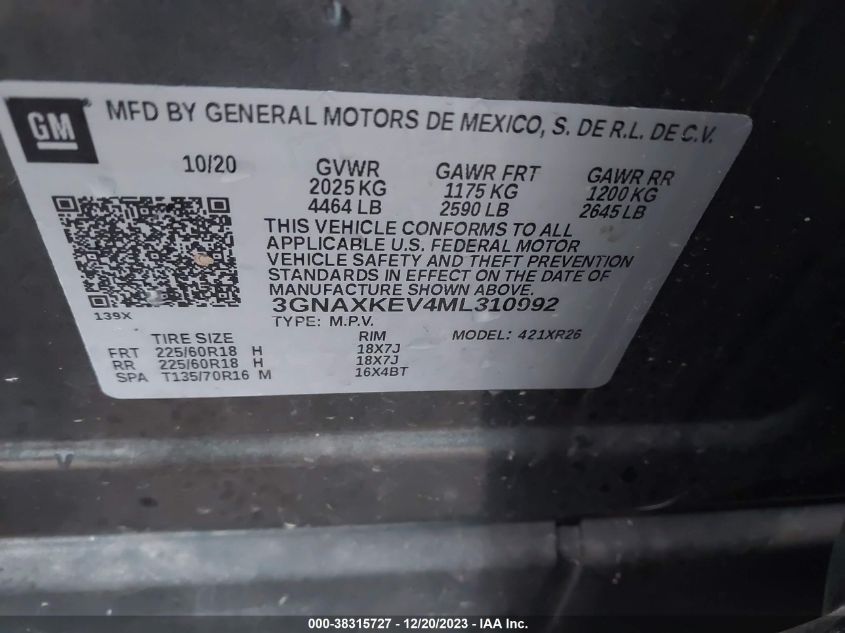 GM ® MFD BY GENERAL MOTORS DE MEXICO, S. DE R.L. DE C.V.
10/20 GVWR GAWR FRT GAWR RR
2025 KG 1175 KG 1200 KG
4464 LB 2590 LB 2645 LB
THIS VEHICLE CONFORMS TO ALL
APPLICABLE U.S. FEDERAL MOTOR
VEHICLE SAFETY AND THEFT PREVENTION
STANDARDS IN EFFECT ON THE DATE OF
MANUFACTURE SHOWN ABOVE.
139X 3GNAXKEV4ML310992
TYPE: M.P.V. MODEL: 421XR26
TIRE SIZE RIM
FRT 225/60R18 H 18X7J
RR 225/60R18 H 18X7J
SPA T135/70R16 M 16X4BT
000-38315727 - 12/20/2023 - IAA Inc.